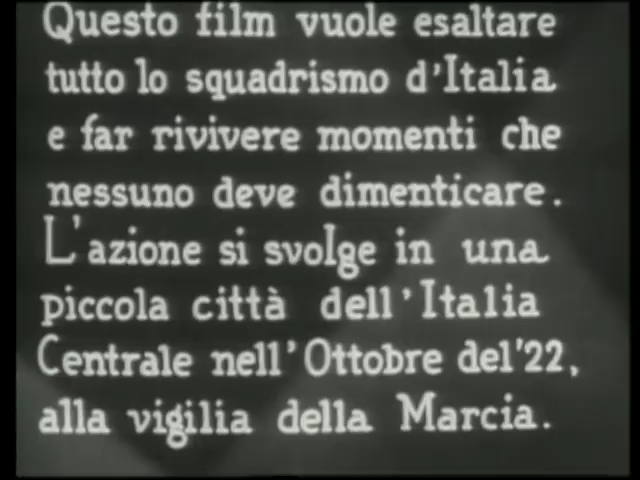 Questo film vuole esaltare
tutto lo squadrismo d'Italia
e far rivivere momenti che
nessuno deve dimenticare.
L'azione si svolge in una
piccola città dell'Italia
Centrale nell'Ottobre del'22,
alla vigilia della Marcia.